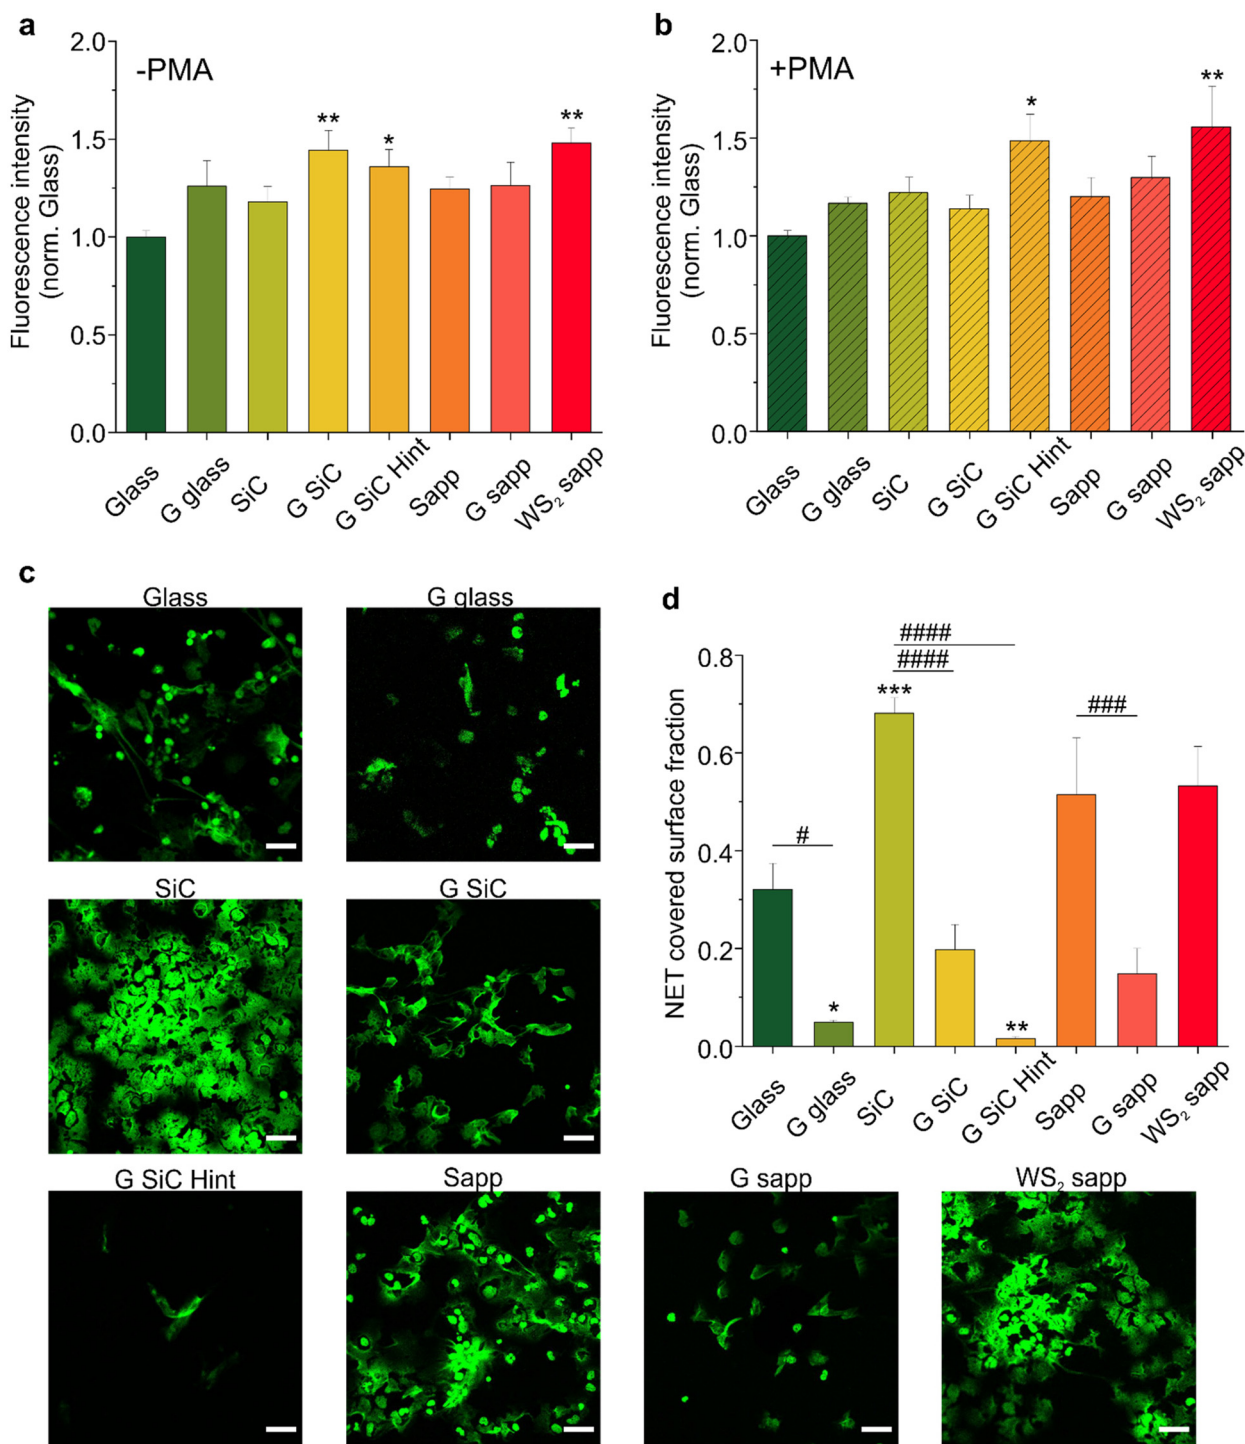 a
-PMA
Fluorescence intensity
(norm. Glass)
2.0
1.5
1.0
0.5
0.0
**
*
**
Glass
G glass
SiC
G SiC
G SiC Hint
Sapp
G sapp
WS₂ sapp
b
+PMA
Fluorescence intensity
(norm. Glass)
2.0
1.5
1.0
0.5
0.0
*
**
Glass
G glass
SiC
G SiC
G SiC Hint
Sapp
G sapp
WS₂ sapp
c
Glass
G glass
SiC
G SiC
G SiC Hint
Sapp
G sapp
WS₂ sapp
d
NET covered surface fraction
0.8
0.6
0.4
0.2
0.0
####
####
***
###
#
*
**
Glass
G glass
SiC
G SiC
G SiC Hint
Sapp
G sapp
WS₂ sapp